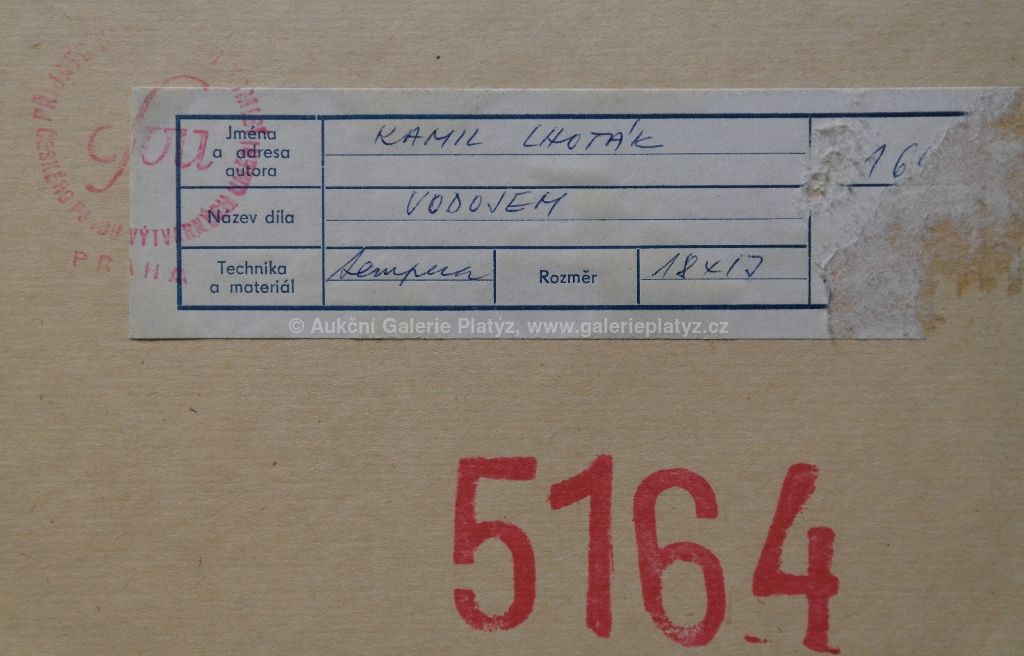 Jména
a adresa
autora
KAMIL LHOTÁK
16
Název díla
VODOJEM
Technika
a materiál
tempera
Rozměr
PRAHA
© Aukční Galerie Platýz, www.galerieplatyz.cz
5164